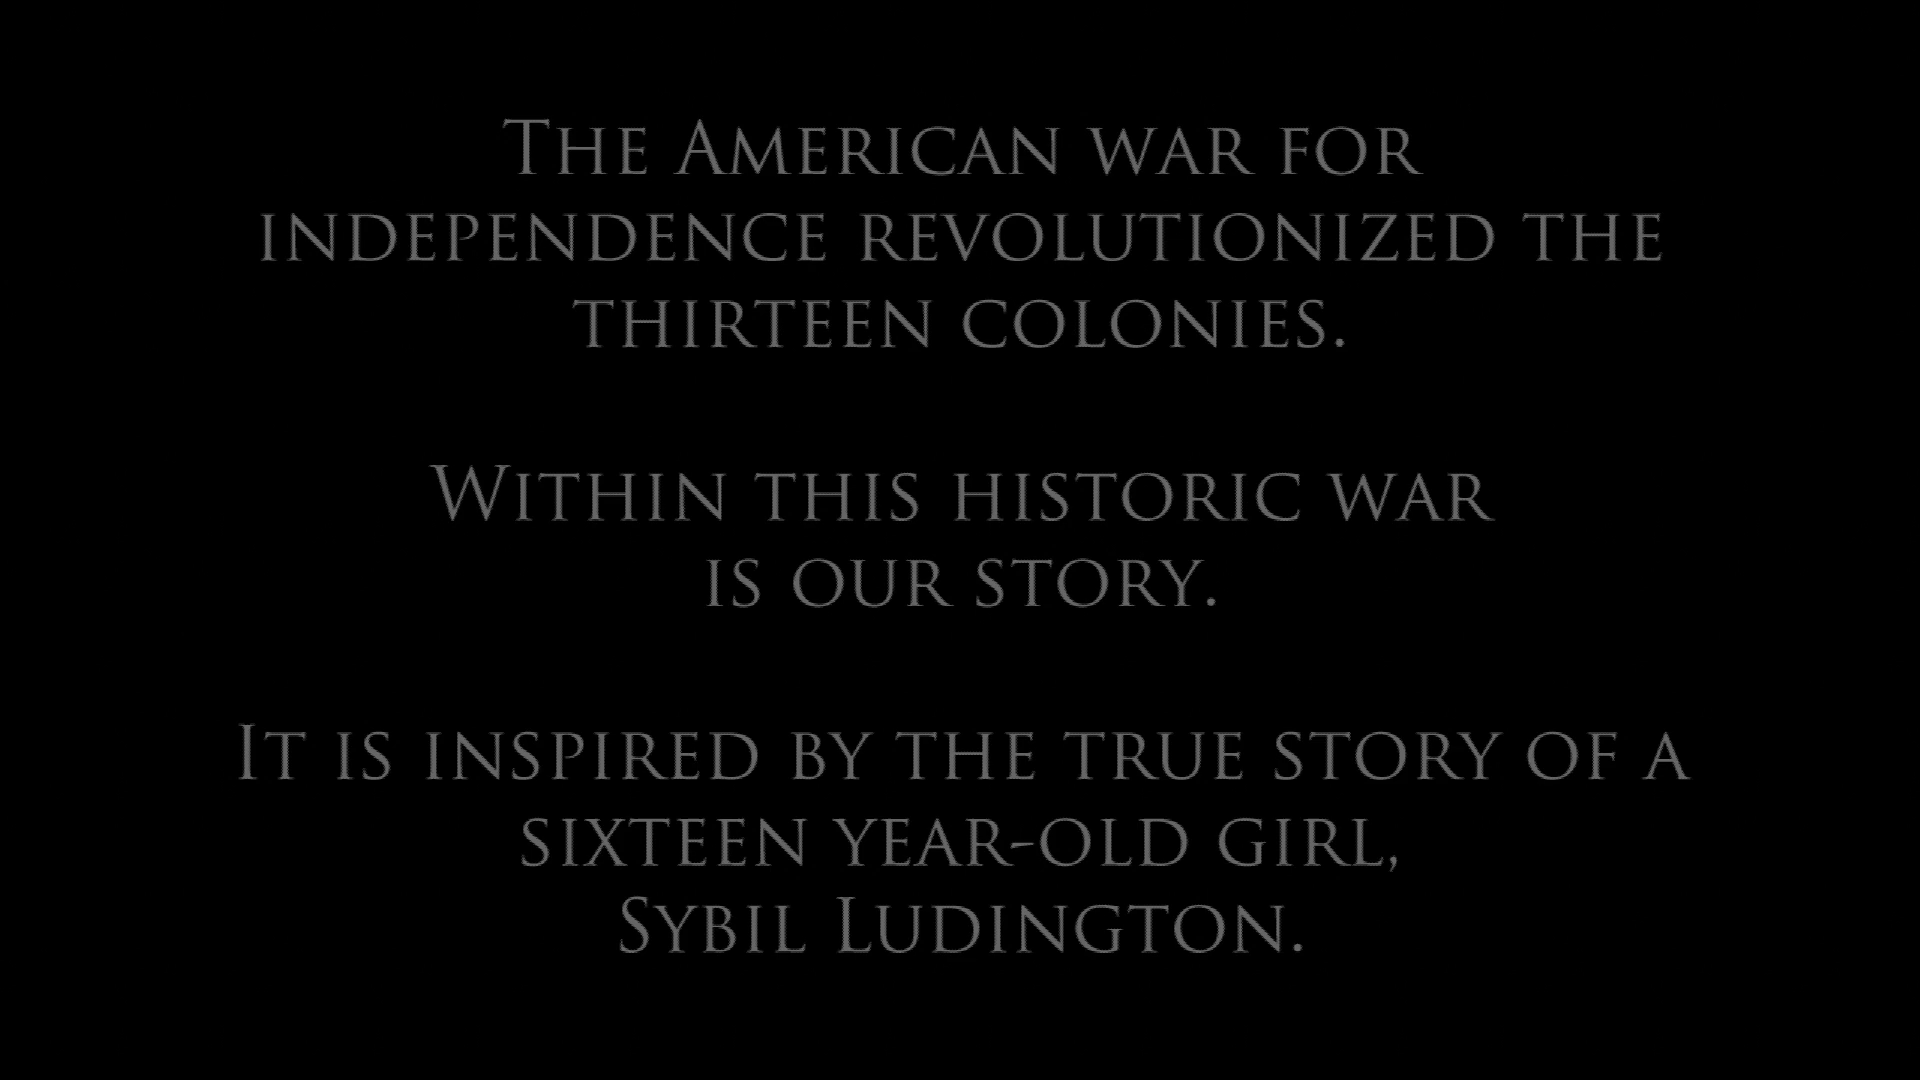 The American war for
independence revolutionized the
thirteen colonies.
Within this historic war
is our story.
It is inspired by the true story of a
sixteen year-old girl,
Sybil Ludington.